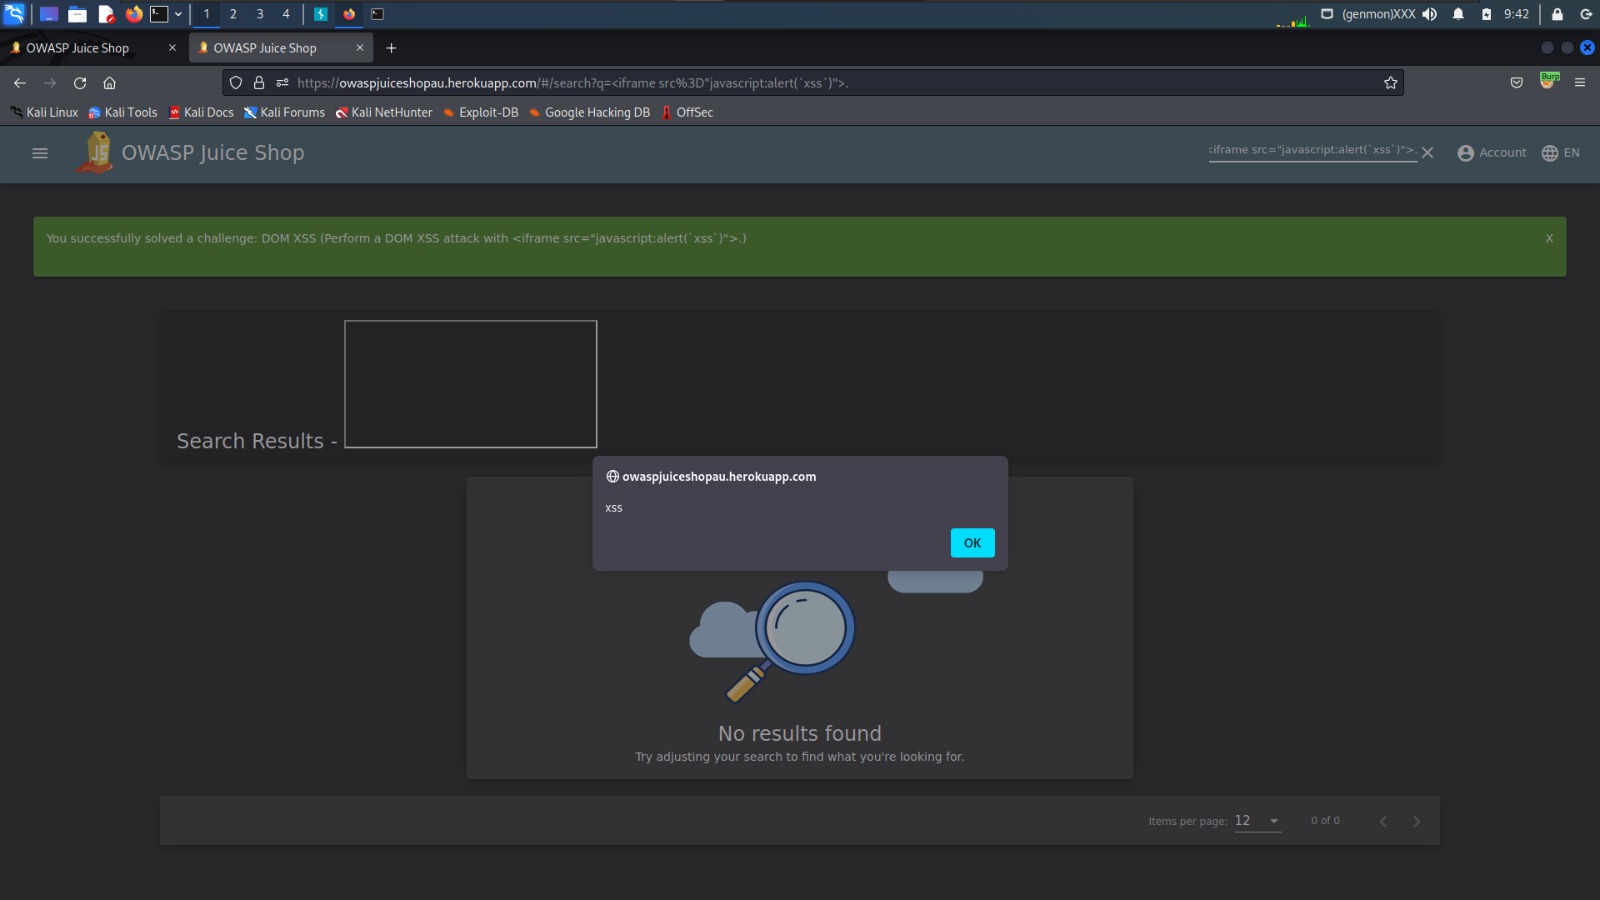 1 2 3 4 (genmon)XXX 9:42
OWASP Juice Shop × OWASP Juice Shop × +
https://owaspjuiceshopau.herokuapp.com/#/search?q=<iframe src%3D"javascript:alert(`xss`)">. Burp
Kali Linux Kali Tools Kali Docs Kali Forums Kali NetHunter Exploit-DB Google Hacking DB OffSec
JS OWASP Juice Shop iframe src="javascript:alert(`xss`)">. Account EN
You successfully solved a challenge: DOM XSS (Perform a DOM XSS attack with <iframe src="javascript:alert(`xss`)">.) X
Search Results -
owaspjuiceshopau.herokuapp.com
xss
OK
No results found
Try adjusting your search to find what you're looking for.
Items per page: 12 0 of 0